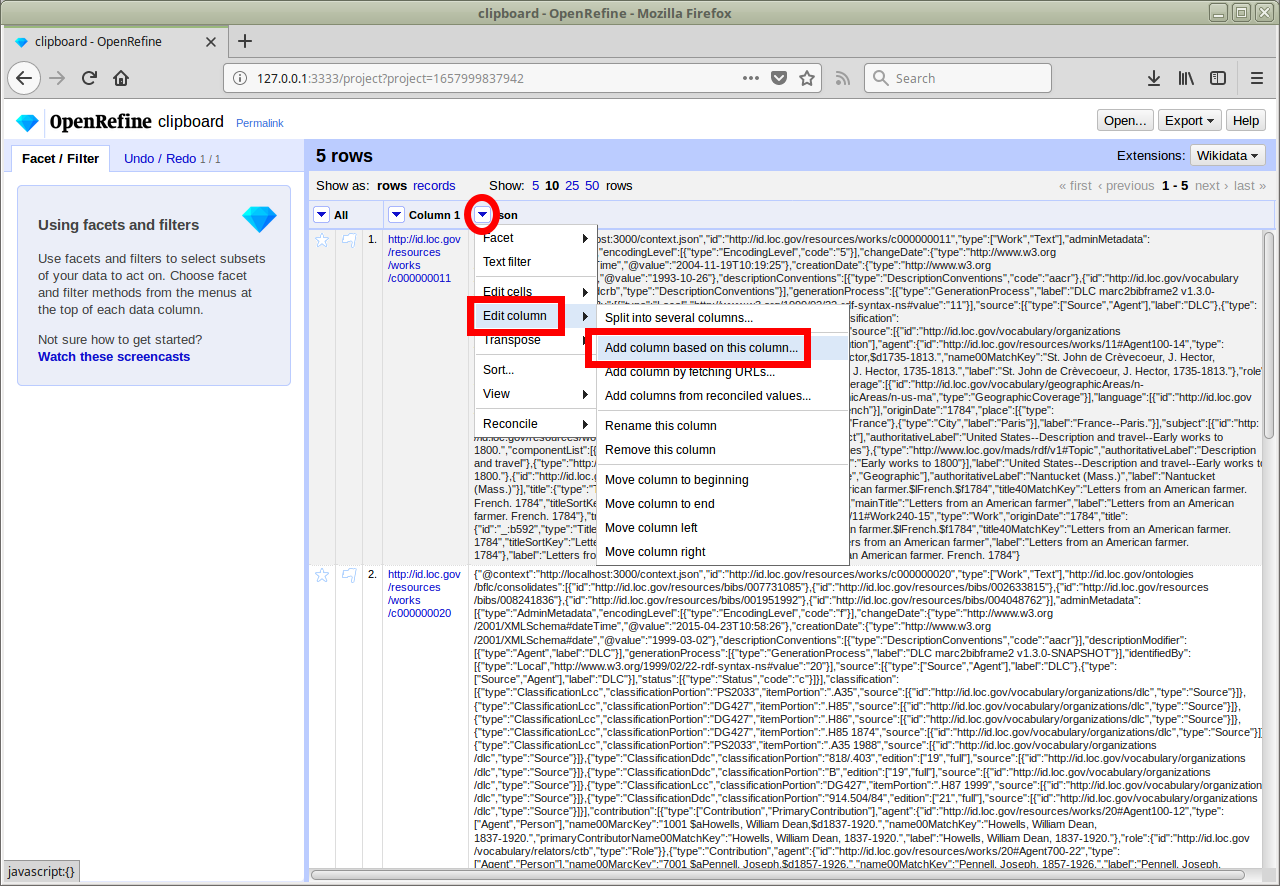 clipboard - OpenRefine - Mozilla Firefox
clipboard - OpenRefine
127.0.0.1:3333/project?project=1657999837942
Search
OpenRefine clipboard Permalink
Open... Export Help
Facet / Filter Undo / Redo 1 / 1
5 rows
Extensions: Wikidata
Show as: rows records Show: 5 10 25 50 rows
« first ‹ previous 1 - 5 next › last »
All Column 1 json
Using facets and filters
Use facets and filters to select subsets
of your data to act on. Choose facet
and filter methods from the menus at
the top of each data column.
Not sure how to get started?
Watch these screencasts
Facet
Text filter
Edit cells
Edit column
Transpose
Sort...
View
Reconcile
Split into several columns...
Add column based on this column...
Add column by fetching URLs...
Add columns from reconciled values...
Rename this column
Remove this column
Move column to beginning
Move column to end
Move column left
Move column right
1.
http://id.loc.gov
/resources
/works
/c000000011
host:3000/context.json","id":"http://id.loc.gov/resources/works/c000000011","type":["Work","Text"],"adminMetadata":
"encodingLevel":[{"type":"EncodingLevel","code":"5"}],"changeDate":{"type":"http://www.w3.org
"@value":"2004-11-19T10:19:25"},"creationDate":{"type":"http://www.w3.org
"@value":"1993-10-26"},"descriptionConventions":[{"type":"DescriptionConventions","code":"aacr"},{"id":"http://id.loc.gov/vocabulary
"type":"DescriptionConventions"}],"generationProcess":[{"type":"GenerationProcess","label":"DLC marc2bibframe2 v1.3.0-
"source":[{"type":["Source","Agent"],"label":"DLC"},{"type":
"source":[{"id":"http://id.loc.gov/vocabulary/organizations
"agent":{"id":"http://id.loc.gov/resources/works/11#Agent100-14","type":
$d1735-1813.","name00MatchKey":"St. John de Crèvecoeur, J. Hector,
J. Hector, 1735-1813.","label":"St. John de Crèvecoeur, J. Hector, 1735-1813."},"role"
[{"id":"http://id.loc.gov/vocabulary/geographicAreas/n-
/n-us-ma","type":"GeographicCoverage"}],"language":[{"id":"http://id.loc.gov
"originDate":"1784","place":[{"type":
"France"},{"type":"City","label":"Paris"}],"label":"France--Paris."}],"subject":[{"id":"http:
"authoritativeLabel":"United States--Description and travel--Early works to
1800.","componentList":[{ {"type":"http://www.mads/rdf/v1#Topic","authoritativeLabel":"Description
and travel"},{"type":"http: "label":"Early works to 1800"}],"label":"United States--Description and travel--Early works to
1800."},{"id":"http://id.loc.g "Geographic"],"authoritativeLabel":"Nantucket (Mass.)","label":"Nantucket
(Mass.)"}],"title":{"type": American farmer.$lFrench.$f1784","title40MatchKey":"Letters from an American farmer.
French. 1784","titleSortKe "mainTitle":"Letters from an American farmer","label":"Letters from an American
farmer. French. 1784"}, /11#Work240-15","type":"Work","originDate":"1784","title":
{"id":"_:b592","type": American farmer.$lFrench.$f1784","title40MatchKey":"Letters from an American farmer. French.
1784","titleSortKey":"Lett from an American farmer","label":"Letters from an American farmer. French.
1784"},"label":"Letters from an American farmer. French. 1784"}
2.
http://id.loc.gov
/resources
/works
/c000000020
{"@context":"http://localhost:3000/context.json","id":"http://id.loc.gov/resources/works/c000000020","type":["Work","Text"],"http://id.loc.gov/ontologies
/bflc/consolidates":[{"id":"http://id.loc.gov/resources/bibs/007731085"},{"id":"http://id.loc.gov/resources/bibs/002633815"},{"id":"http://id.loc.gov/resources
/bibs/008241836"},{"id":"http://id.loc.gov/resources/bibs/001951992"},{"id":"http://id.loc.gov/resources/bibs/004048762"}],"adminMetadata":
[{"type":"AdminMetadata","encodingLevel":[{"type":"EncodingLevel","code":"f"}],"changeDate":{"type":"http://www.w3.org
/2001/XMLSchema#dateTime","@value":"2015-04-23T10:58:26"},"creationDate":{"type":"http://www.w3.org
/2001/XMLSchema#date","@value":"1999-03-02"},"descriptionConventions":[{"type":"DescriptionConventions","code":"aacr"}],"descriptionModifier":
[{"type":"Agent","label":"DLC"}],"generationProcess":[{"type":"GenerationProcess","label":"DLC marc2bibframe2 v1.3.0-SNAPSHOT"}],"identifiedBy":
[{"type":"Local","http://www.w3.org/1999/02/22-rdf-syntax-ns#value":"20"}],"source":[{"type":["Source","Agent"],"label":"DLC"},{"type":
["Source","Agent"],"label":"DLC"}],"status":[{"type":"Status","code":"c"}]}],"classification":
[{"type":"ClassificationLcc","classificationPortion":"PS2033","itemPortion":".A35","source":[{"id":"http://id.loc.gov/vocabulary/organizations/dlc","type":"Source"}]},
{"type":"ClassificationLcc","classificationPortion":"DG427","itemPortion":".H85","source":[{"id":"http://id.loc.gov/vocabulary/organizations/dlc","type":"Source"}]},
{"type":"ClassificationLcc","classificationPortion":"DG427","itemPortion":".H86","source":[{"id":"http://id.loc.gov/vocabulary/organizations/dlc","type":"Source"}]},
{"type":"ClassificationLcc","classificationPortion":"DG427","itemPortion":".H85 1874","source":[{"id":"http://id.loc.gov/vocabulary/organizations/dlc","type":"Source"}]}
{"type":"ClassificationLcc","classificationPortion":"PS2033","itemPortion":".A35 1988","source":[{"id":"http://id.loc.gov/vocabulary/organizations
/dlc","type":"Source"}]},{"type":"ClassificationDdc","classificationPortion":"818/.403","edition":["19","full"],"source":[{"id":"http://id.loc.gov/vocabulary/organizations
/dlc","type":"Source"}]},{"type":"ClassificationDdc","classificationPortion":"B","edition":["19","full"],"source":[{"id":"http://id.loc.gov/vocabulary/organizations
/dlc","type":"Source"}]},{"type":"ClassificationLcc","classificationPortion":"DG427","itemPortion":".H87 1999","source":[{"id":"http://id.loc.gov/vocabulary/organizations
/dlc","type":"Source"}]},{"type":"ClassificationDdc","classificationPortion":"914.504/84","edition":["21","full"],"source":[{"id":"http://id.loc.gov/vocabulary/organizations
/dlc","type":"Source"}]}],"contribution":[{"type":["Contribution","PrimaryContribution"],"agent":{"id":"http://id.loc.gov/resources/works/20#Agent100-12","type":
["Agent","Person"],"name00MarcKey":"1001 $aHowells, William Dean,$d1837-1920.","name00MatchKey":"Howells, William Dean,
1837-1920.","primaryContributorName00MatchKey":"Howells, William Dean, 1837-1920.","label":"Howells, William Dean, 1837-1920."},"role":{"id":"http://id.loc.gov
/vocabulary/relators/ctb","type":"Role"}},{"type":"Contribution","agent":{"id":"http://id.loc.gov/resources/works/20#Agent700-22","type":
["Agent","Person"],"name00MarcKey":"7001 $aPennell, Joseph,$d1857-1926.","name00MatchKey":"Pennell, Joseph, 1857-1926.","label":"Pennell, Joseph,
javascript:{}